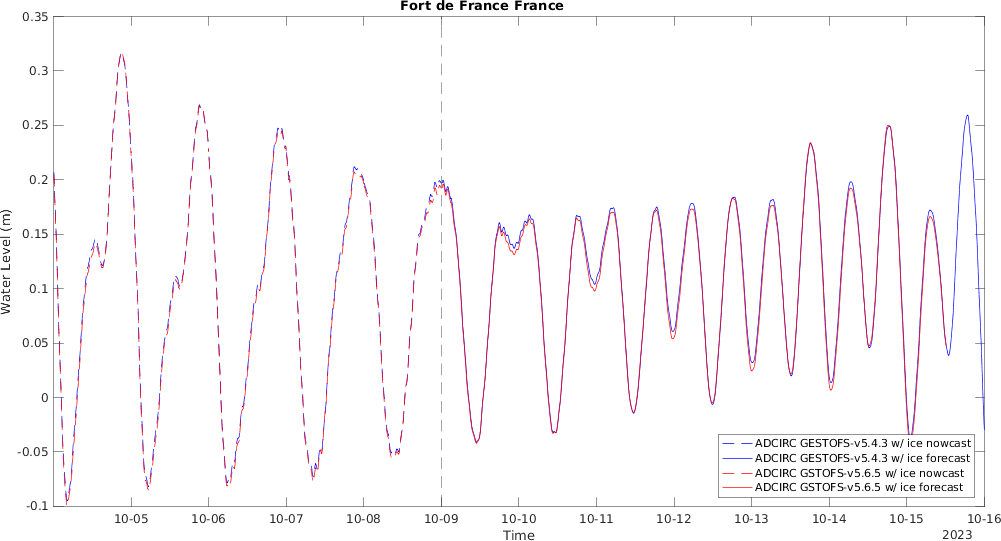 Fort de France France
0.35
0.3
0.25
0.2
0.15
0.1
0.05
0
-0.05
-0.1
Water Level (m)
ADCIRC GESTOFS-v5.4.3 w/ ice nowcast
ADCIRC GESTOFS-v5.4.3 w/ ice forecast
ADCIRC GSTOFS-v5.6.5 w/ ice nowcast
ADCIRC GSTOFS-v5.6.5 w/ ice forecast
10-05 10-06 10-07 10-08 10-09 10-10 10-11 10-12 10-13 10-14 10-15 10-16
Time
2023